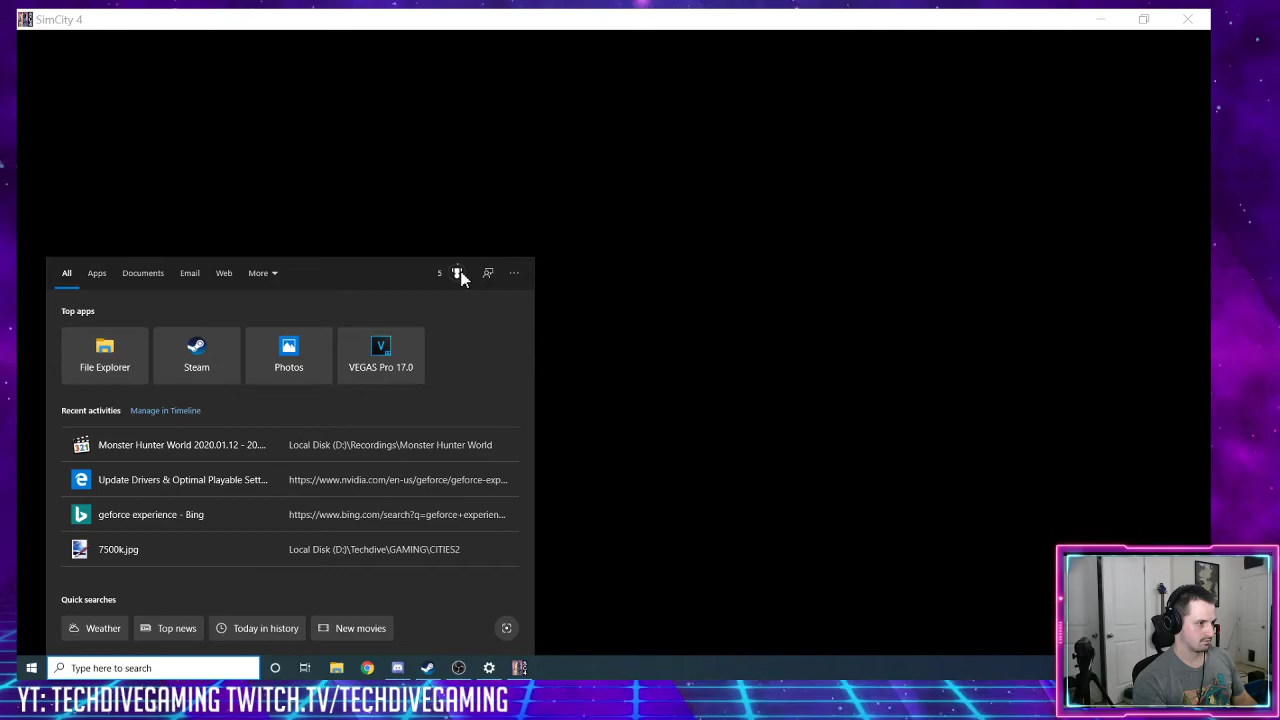 SimCity 4
All Apps Documents Email Web More 5 ...
Top apps
File Explorer Steam Photos VEGAS Pro 17.0
Recent activities Manage in Timeline
Monster Hunter World 2020.01.12 - 20.... Local Disk (D:)\Recordings\Monster Hunter World
Update Drivers & Optimal Playable Sett... https://www.nvidia.com/en-us/geforce/geforce-exp...
geforce experience - Bing https://www.bing.com/search?q=geforce+experien...
7500k.jpg Local Disk (D:)\Techdive\GAMING\CITIES2
Quick searches
Weather Top news Today in history New movies
Type here to search
YT: TECHDIVEGAMING TWITCH.TV/TECHDIVEGAMING